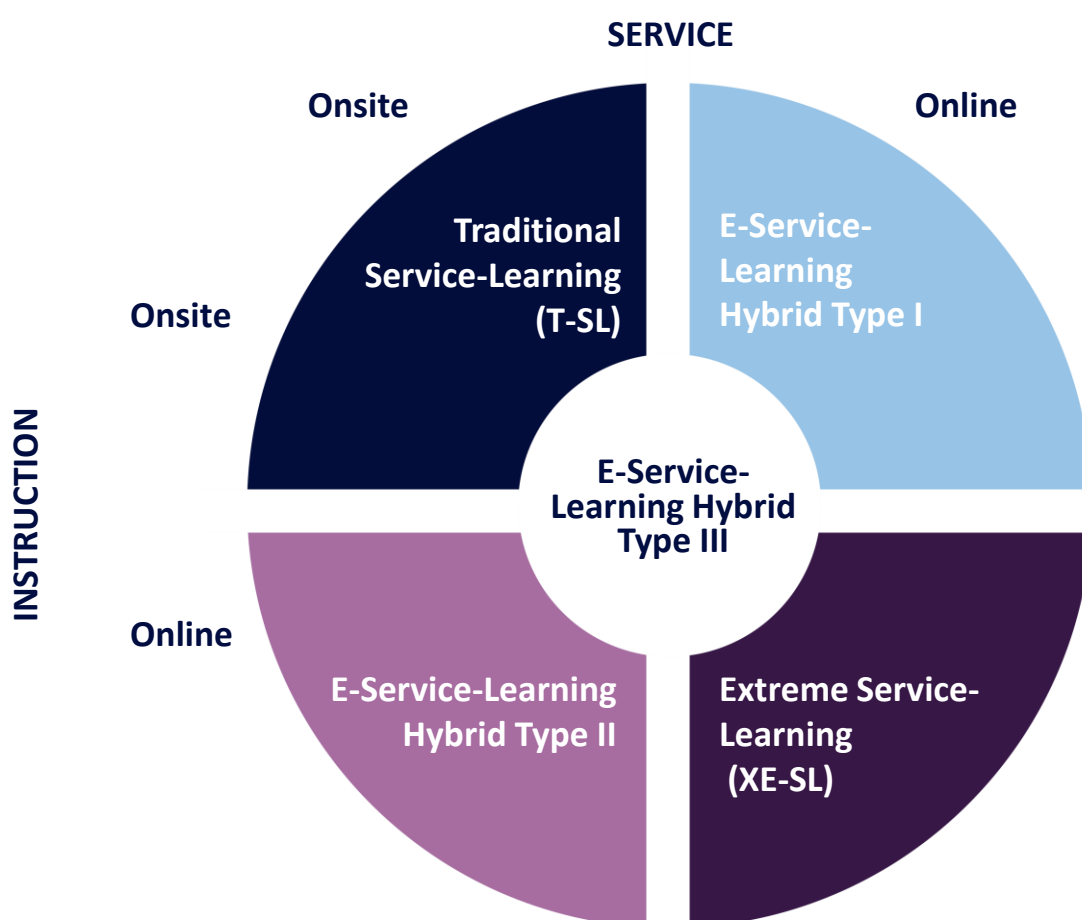 SERVICE
Onsite
Online
Traditional
Service-Learning
(T-SL)
E-Service-
Learning
Hybrid Type I
Onsite
INSTRUCTION
E-Service-
Learning Hybrid
Type III
Online
E-Service-Learning
Hybrid Type II
Extreme Service-
Learning
(XE-SL)